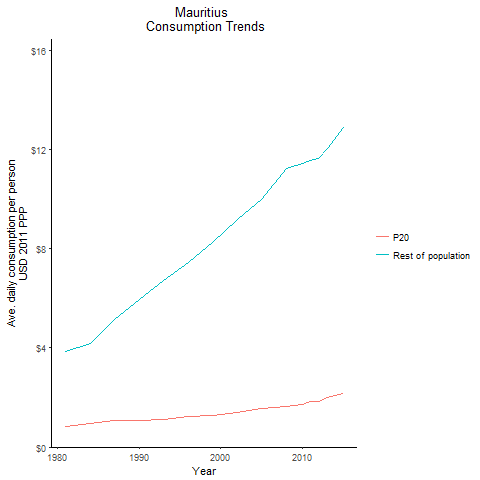 Mauritius
Consumption Trends
$16
$12
$8
$4
$0
Ave. daily consumption per person
USD 2011 PPP
1980
1990
2000
2010
Year
P20
Rest of population